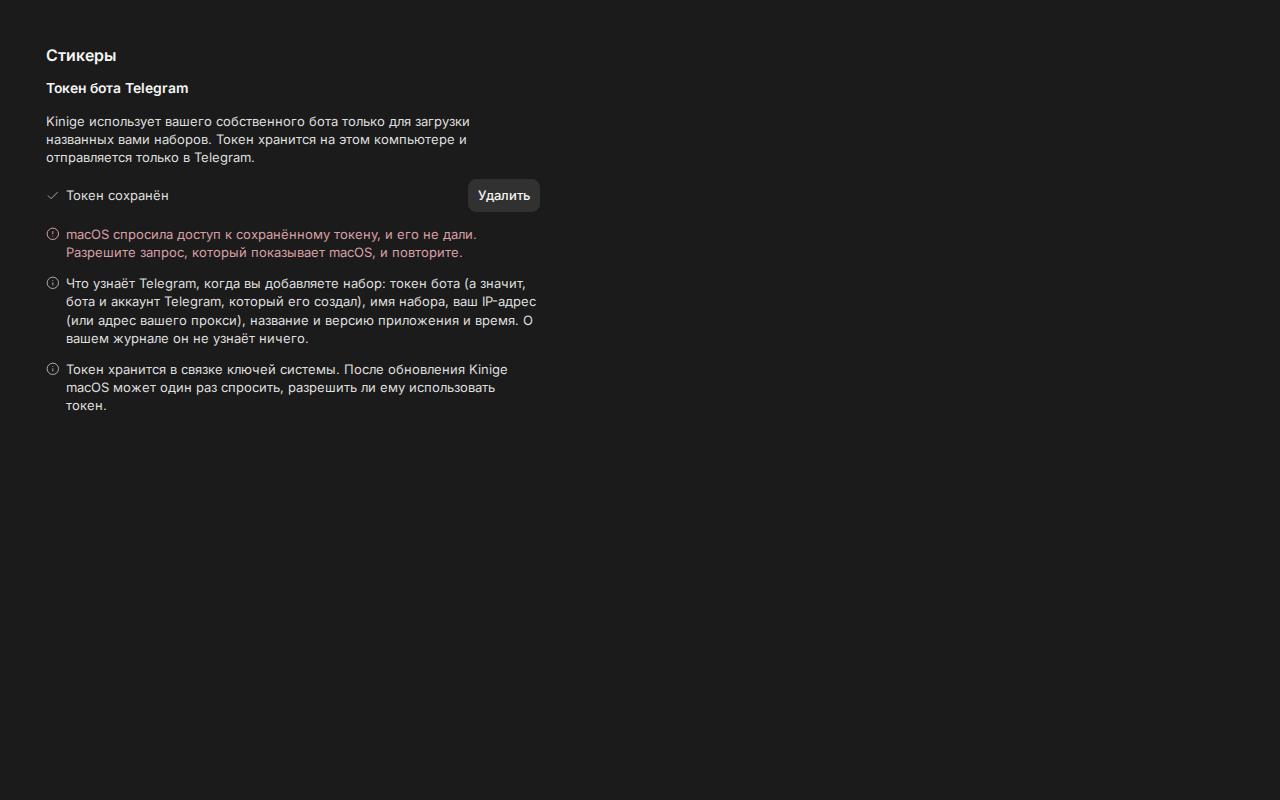 Стикеры
Токен бота Telegram
Kinige использует вашего собственного бота только для загрузки
названных вами наборов. Токен хранится на этом компьютере и
отправляется только в Telegram.
Токен сохранён
Удалить
macOS спросила доступ к сохранённому токену, и его не дали.
Разрешите запрос, который показывает macOS, и повторите.
Что узнаёт Telegram, когда вы добавляете набор: токен бота (а значит,
бота и аккаунт Telegram, который его создал), имя набора, ваш IP-адрес
(или адрес вашего прокси), название и версию приложения и время. О
вашем журнале он не узнаёт ничего.
Токен хранится в связке ключей системы. После обновления Kinige
macOS может один раз спросить, разрешить ли ему использовать
токен.